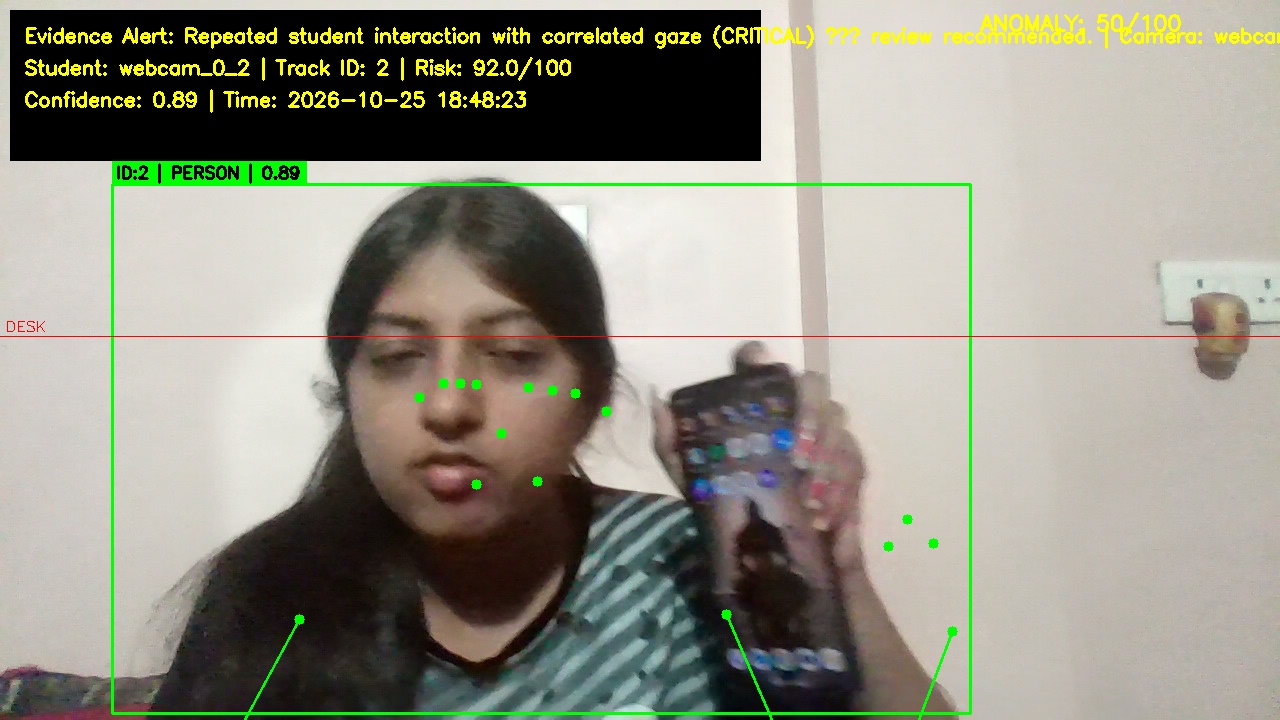 ANOMALY: 50/100
Evidence Alert: Repeated student interaction with correlated gaze (CRITICAL) ??? review recommended. | Camera: webcam
Student: webcam_0_2 | Track ID: 2 | Risk: 92.0/100
Confidence: 0.89 | Time: 2026-10-25 18:48:23
ID:2 | PERSON | 0.89
DESK